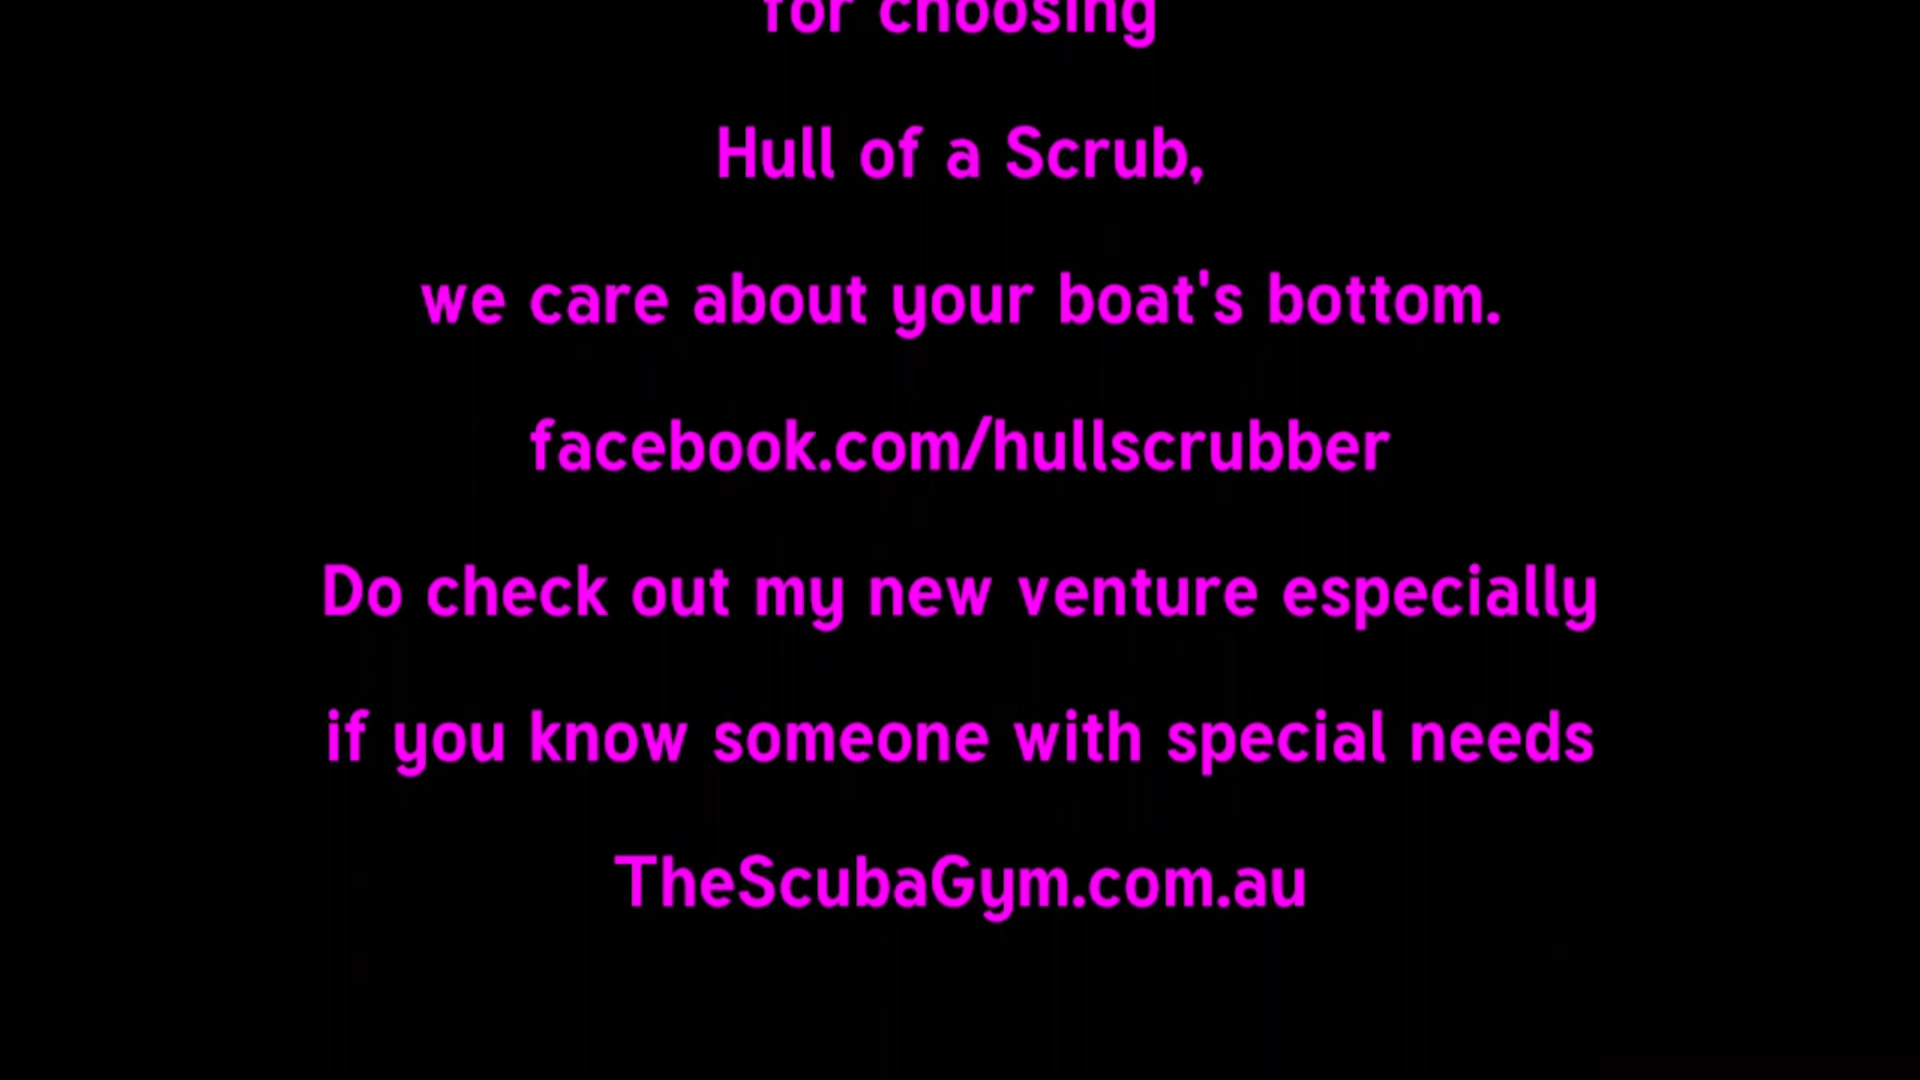 for choosing
Hull of a Scrub,
we care about your boat's bottom.
facebook.com/hullscrubber
Do check out my new venture especially
if you know someone with special needs
TheScubaGym.com.au